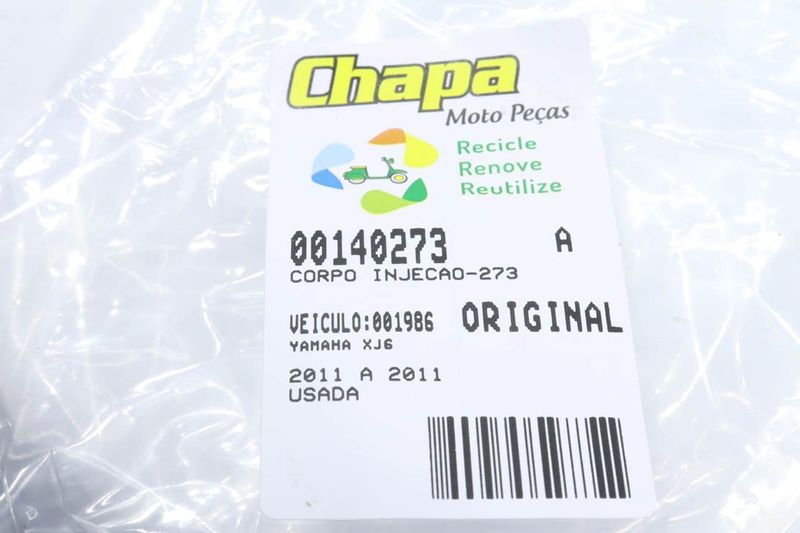 Chapa
Moto Peças
Recicle
Renove
Reutilize
00140273 A
CORPO INJECAO-273
VEICULO:001986 ORIGINAL
YAMAHA XJ6
2011 A 2011
USADA